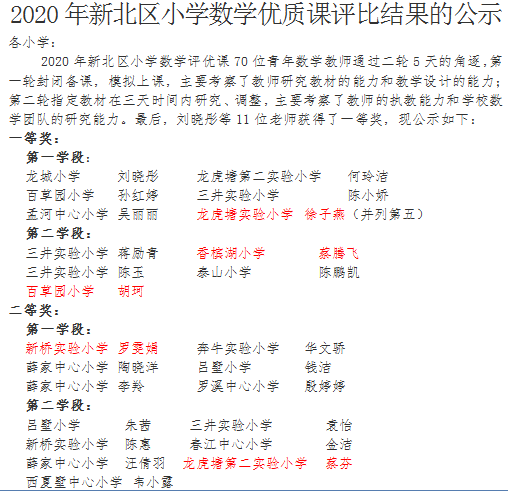 2020 年新北区小学数学优质课评比结果的公示
各小学：
2020 年新北区小学数学评优课 70 位青年数学教师通过二轮 5 天的角逐,第
一轮封闭备课，模拟上课，主要考察了教师研究教材的能力和教学设计的能力；
第二轮指定教材在三天时间内研究、调整，主要考察了教师的执教能力和学校数
学团队的研究能力。最后，刘晓彤等 11 位老师获得了一等奖，现公示如下：
一等奖：
第一学段：
龙城小学 刘晓彤 龙虎塘第二实验小学 何玲洁
百草园小学 孙红婷 三井实验小学 陈小娇
孟河中心小学 吴丽丽 龙虎塘实验小学 徐子燕（并列第五）
第二学段：
三井实验小学 蒋励青 香槟湖小学 蔡腾飞
三井实验小学 陈玉 泰山小学 陈鹏凯
百草园小学 胡珂
二等奖：
第一学段：
新桥实验小学 罗雯娟 奔牛实验小学 华文骄
薛家中心小学 陶晓洋 吕墅小学 钱洁
薛家中心小学 李羚 罗溪中心小学 殷婷婷
第二学段：
吕墅小学 朱茜 三井实验小学 袁怡
新桥实验小学 陈惠 春江中心小学 金洁
薛家中心小学 汪倩羽 龙虎塘第二实验小学 蔡芬
西夏墅中心小学 韦小露